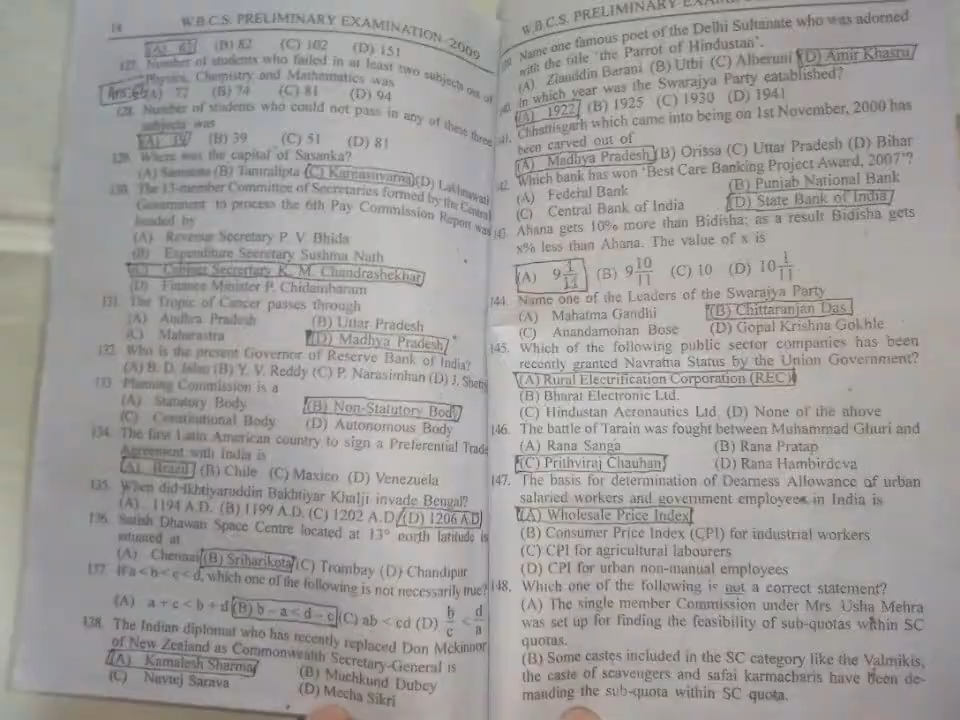 14
W.B.C.S. PRELIMINARY EXAMINATION, 2009
(A) 67 (B) 82 (C) 102 (D) 151
127. Number of students who failed in at least two subjects out of
Physics, Chemistry and Mathematics was
(A) 72 (B) 74 (C) 81 (D) 94
128. Number of students who could not pass in any of these three
subjects was
(A) 19 (B) 39 (C) 51 (D) 81
129. Where was the capital of Sasanka?
(B) Tamralipta (C) Karnasuvarna (D)
130. The 13-member Committee of Secretaries formed by the Central
Government to process the 6th Pay Commission Report was
headed by
(A) Revenue Secretary P. V. Bhida
(B) Expenditure Secretary Sushma Nath
(C) Cabinet Secretary K. M. Chandrashekhar
(D) Finance Minister P. Chidambaram
131. The Tropic of Cancer passes through
(A) Andhra Pradesh (B) Uttar Pradesh
(C) Maharastra (D) Madhya Pradesh
132. Who is the present Governor of Reserve Bank of India?
(A) B. D. Jalan (B) Y. V. Reddy (C) P. Narasimhan (D) J. Shetty
133. Planning Commission is a
(A) Statutory Body (B) Non-Statutory Body
(C) Constitutional Body (D) Autonomous Body
134. The first Latin American country to sign a Preferential Trade
Agreement with India is
(A) Brazil (B) Chile (C) Maxico (D) Venezuela
135. When did Ikhtiyaruddin Bakhtiyar Khalji invade Bengal?
(A) 1194 A.D. (B) 1199 A.D. (C) 1202 A.D. (D) 1206 A.D
136. Satish Dhawan Space Centre located at 13° north latitude is
situated at
(A) Chennai (B) Sriharikota (C) Trombay (D) Chandipur
137. If a < b < c < d, which one of the following is not necessarily true?
(A) a + c < b + d (B) b – a < d – c (C) ab < cd (D) b/c < d/a
138. The Indian diplomat who has recently replaced Don Mckinnor
of New Zealand as Commonwealth Secretary-General is
(A) Kamalesh Sharma (B) Muchkund Dubey
(C) Navtej Sarava (D) Mecha Sikri
W.B.C.S. PRELIMINARY
Name one famous poet of the Delhi Sultanate who was adorned
with the title 'the Parrot of Hindustan'.
(A) Ziauddin Barani (B) Utbi (C) Alberuni (D) Amir Khasru
In which year was the Swarajya Party eatablished?
(A) 1922 (B) 1925 (C) 1930 (D) 1941
Chhattisgarh which came into being on 1st November, 2000 has
been carved out of
(A) Madhya Pradesh (B) Orissa (C) Uttar Pradesh (D) Bihar
Which bank has won 'Best Care Banking Project Award, 2007'?
(A) Federal Bank (B) Punjab National Bank
(C) Central Bank of India (D) State Bank of India
Ahana gets 10% more than Bidisha; as a result Bidisha gets
x% less than Ahana. The value of x is
(A) 9 1/11 (B) 9 10/11 (C) 10 (D) 10 1/11
144. Name one of the Leaders of the Swarajya Party
(A) Mahatma Gandhi (B) Chittaranjan Das
(C) Anandamohan Bose (D) Gopal Krishna Gokhle
145. Which of the following public sector companies has been
recently granted Navratna Status by the Union Government?
(A) Rural Electrification Corporation (REC)
(B) Bharat Electronic Ltd.
(C) Hindustan Aeronautics Ltd. (D) None of the above
146. The battle of Tarain was fought between Muhammad Ghuri and
(A) Rana Sanga (B) Rana Pratap
(C) Prithviraj Chauhan (D) Rana Hambirdeva
147. The basis for determination of Dearness Allowance of urban
salaried workers and government employees in India is
(A) Wholesale Price Index
(B) Consumer Price Index (CPI) for industrial workers
(C) CPI for agricultural labourers
(D) CPI for urban non-manual employees
148. Which one of the following is not a correct statement?
(A) The single member Commission under Mrs. Usha Mehra
was set up for finding the feasibility of sub-quotas within SC
quotas.
(B) Some castes included in the SC category like the Valmikis,
the caste of scavengers and safai karmacharis have been de-
manding the sub-quota within SC quota.